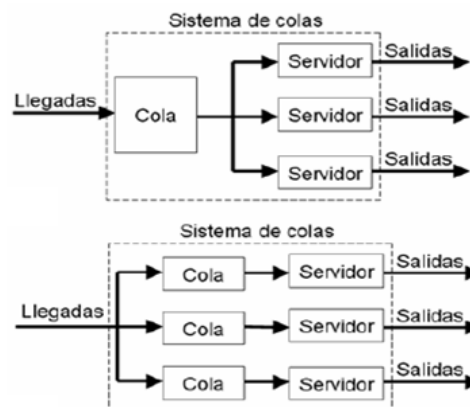 Sistema de colas
Llegadas
Cola
Servidor
Salidas
Servidor
Salidas
Servidor
Salidas
Sistema de colas
Llegadas
Cola
Servidor
Salidas
Cola
Servidor
Salidas
Cola
Servidor
Salidas